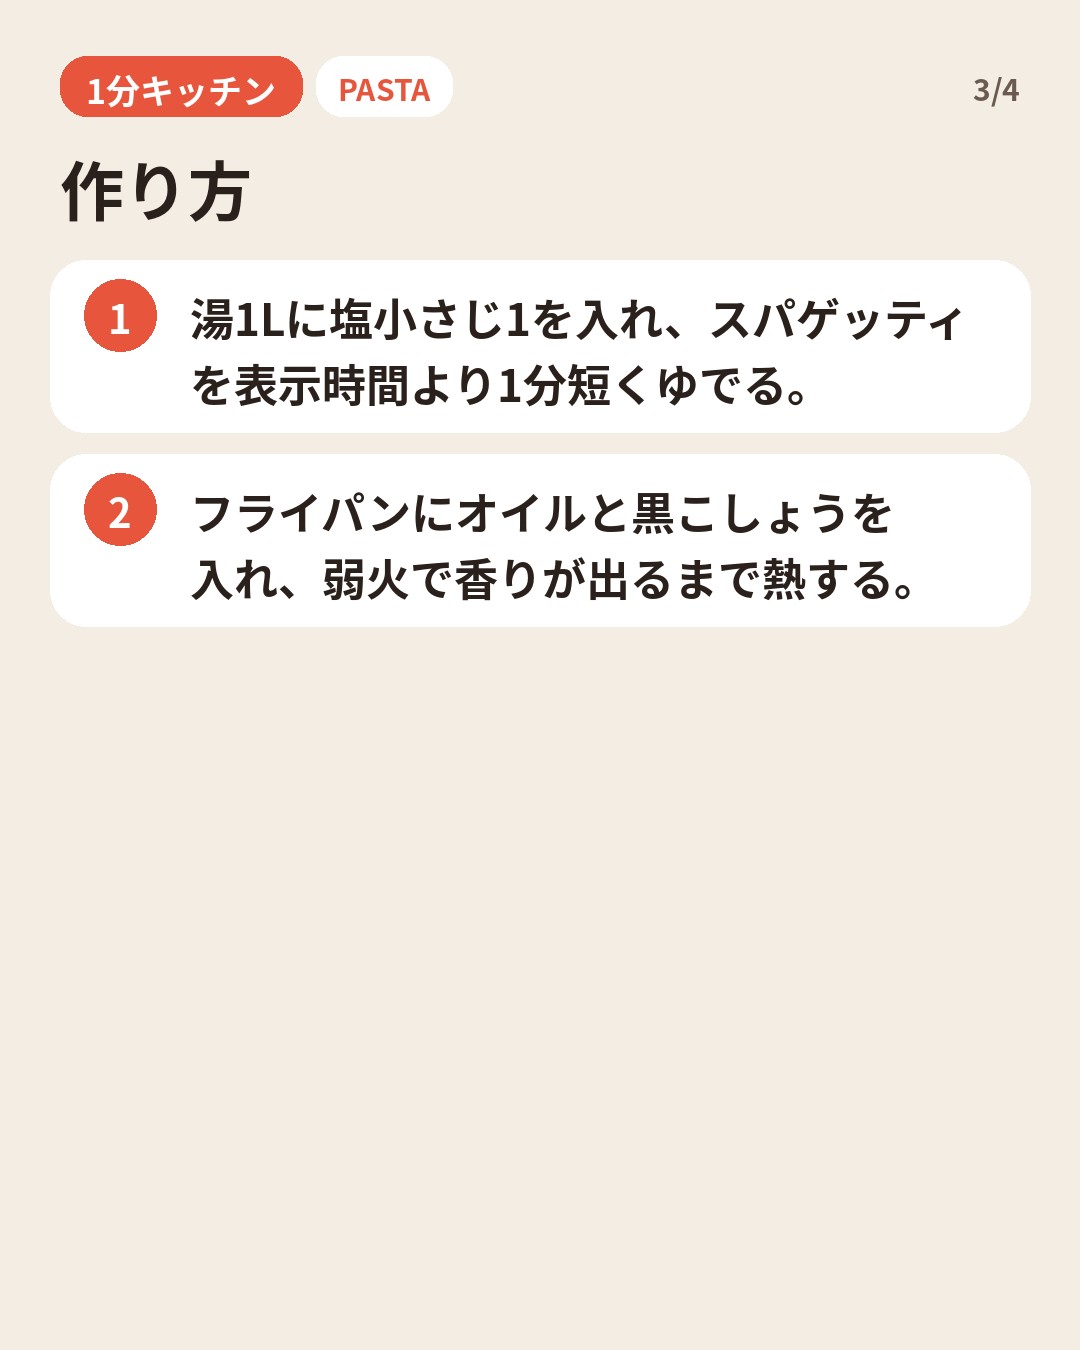 1分キッチン PASTA 3/4
作り方
1 湯1Lに塩小さじ1を入れ、スパゲッティ
を表示時間より1分短くゆでる。
2 フライパンにオイルと黒こしょうを
入れ、弱火で香りが出るまで熱する。